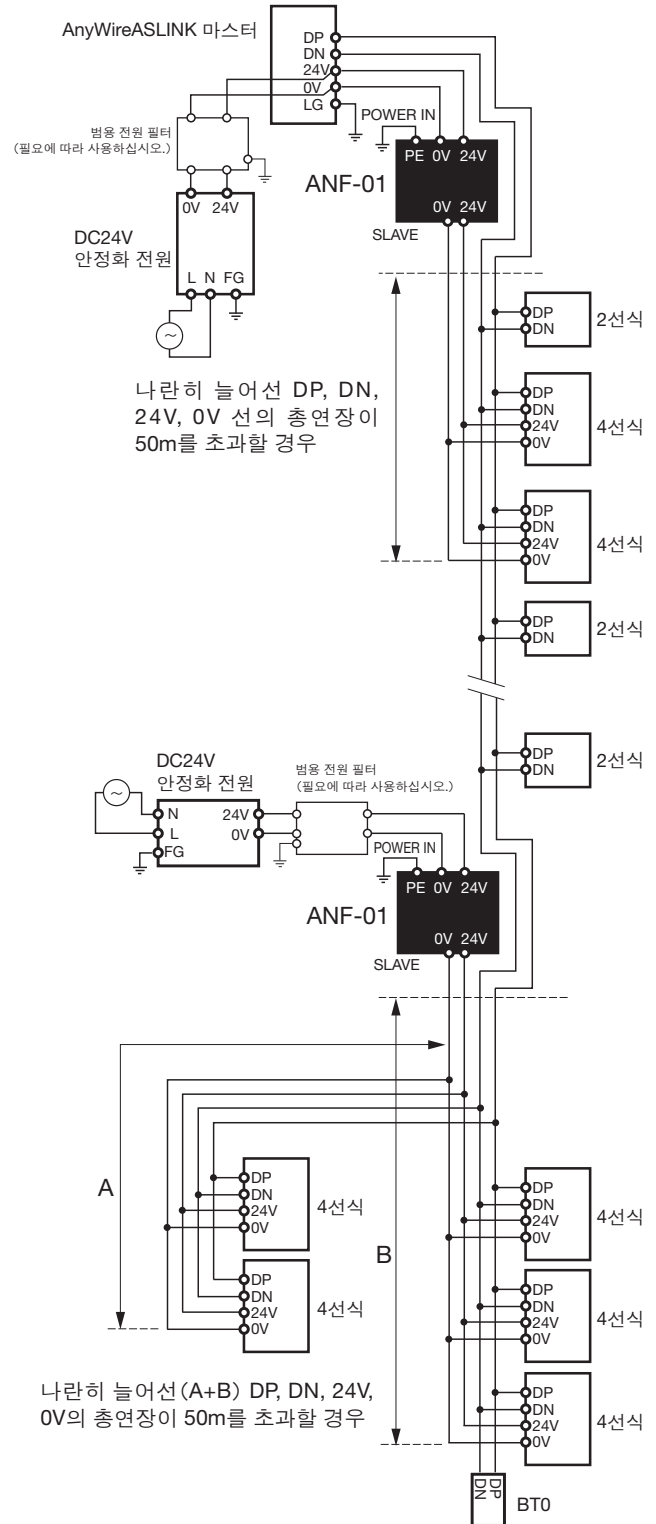 AnyWireASLINK 마스터
DP
DN
24V
0V
LG
POWER IN
범용 전원 필터
(필요에 따라 사용하십시오.)
PE 0V 24V
ANF-01
0V 24V
SLAVE
0V 24V
DC24V
안정화 전원
L N FG
나란히 늘어선 DP, DN,
24V, 0V 선의 총연장이
50m를 초과할 경우
DP
DN
2선식
DP
DN
24V
0V
4선식
DP
DN
24V
0V
4선식
DP
DN
2선식
DP
DN
2선식
DC24V
안정화 전원
N
L
FG
24V
0V
범용 전원 필터
(필요에 따라 사용하십시오.)
POWER IN
PE 0V 24V
ANF-01
0V 24V
SLAVE
A
B
DP
DN
24V
0V
4선식
DP
DN
24V
0V
4선식
DP
DN
24V
0V
4선식
DP
DN
24V
0V
4선식
DP
DN
24V
0V
4선식
나란히 늘어선(A+B) DP, DN, 24V,
0V의 총연장이 50m를 초과할 경우
DP
DN
BT0